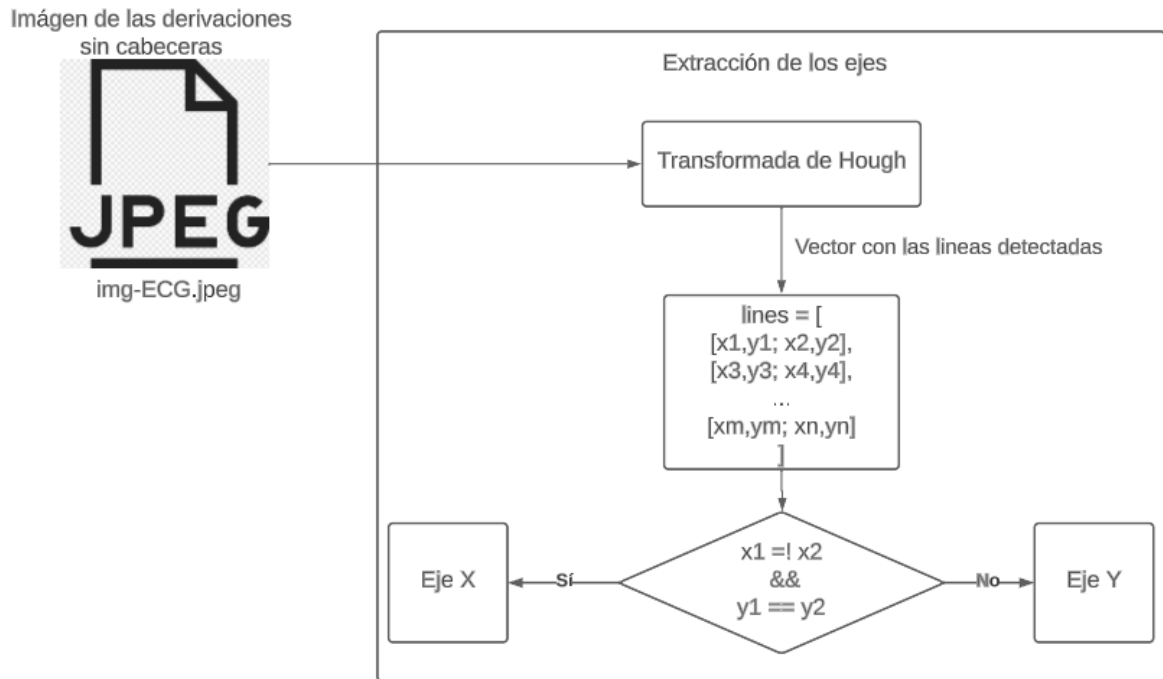 Imágen de las derivaciones
sin cabeceras
JPEG
img-ECG.jpeg
Extracción de los ejes
Transformada de Hough
Vector con las lineas detectadas
lines = [
[x1,y1; x2,y2],
[x3,y3; x4,y4],
...
[xm,ym; xn,yn]
]
x1 =! x2
&&
y1 == y2
Sí
Eje X
No
Eje Y